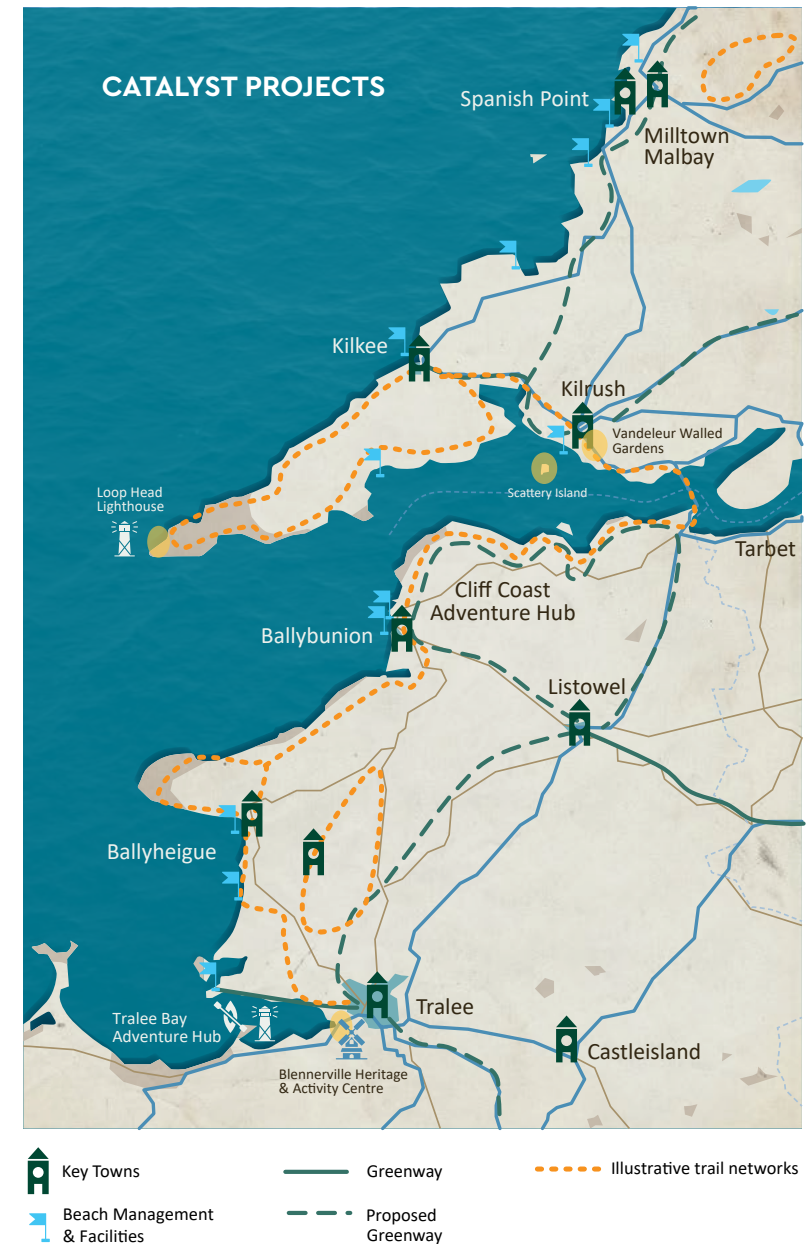 CATALYST PROJECTS
Spanish Point
Milltown
Malbay
Kilkee
Kilrush
Vandeleur Walled
Gardens
Loop Head
Lighthouse
Scattery Island
Tarbet
Cliff Coast
Adventure Hub
Ballybunion
Listowel
Ballyheigue
Tralee
Tralee Bay
Adventure Hub
Castleisland
Blennerville Heritage
& Activity Centre
Key Towns
Greenway
Illustrative trail networks
Beach Management
& Facilities
Proposed
Greenway